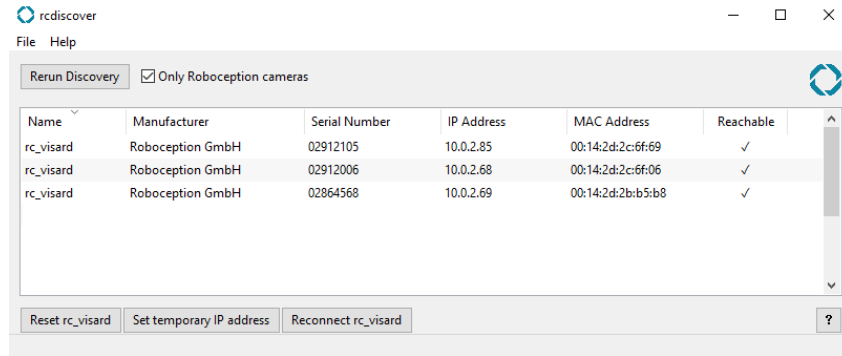 rcdiscover
File Help
Rerun Discovery Only Roboception cameras
Name Manufacturer Serial Number IP Address MAC Address Reachable
rc_visard Roboception GmbH 02912105 10.0.2.85 00:14:2d:2c:6f:69 ✓
rc_visard Roboception GmbH 02912006 10.0.2.68 00:14:2d:2c:6f:06 ✓
rc_visard Roboception GmbH 02864568 10.0.2.69 00:14:2d:2b:b5:b8 ✓
Reset rc_visard Set temporary IP address Reconnect rc_visard ?